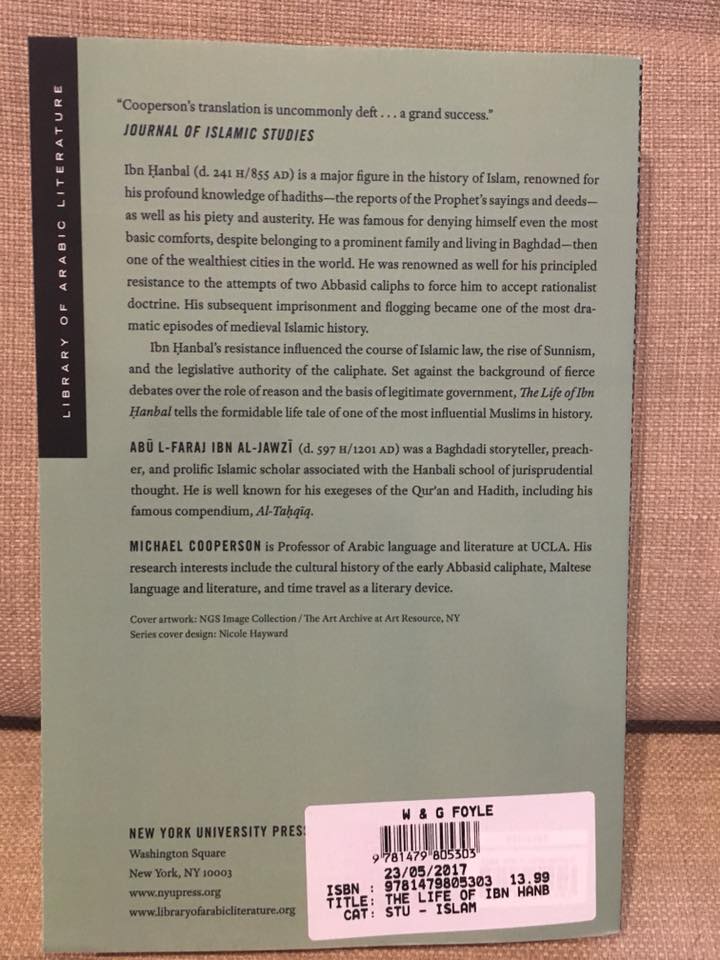 LIBRARY OF ARABIC LITERATURE
“Cooperson’s translation is uncommonly deft . . . a grand success.”
JOURNAL OF ISLAMIC STUDIES
Ibn Ḥanbal (d. 241 H/855 AD) is a major figure in the history of Islam, renowned for
his profound knowledge of hadiths—the reports of the Prophet’s sayings and deeds—
as well as his piety and austerity. He was famous for denying himself even the most
basic comforts, despite belonging to a prominent family and living in Baghdad—then
one of the wealthiest cities in the world. He was renowned as well for his principled
resistance to the attempts of two Abbasid caliphs to force him to accept rationalist
doctrine. His subsequent imprisonment and flogging became one of the most dra-
matic episodes of medieval Islamic history.
Ibn Ḥanbal’s resistance influenced the course of Islamic law, the rise of Sunnism,
and the legislative authority of the caliphate. Set against the background of fierce
debates over the role of reason and the basis of legitimate government, The Life of Ibn
Ḥanbal tells the formidable life tale of one of the most influential Muslims in history.
ABŪ L-FARAJ IBN AL-JAWZĪ (d. 597 H/1201 AD) was a Baghdadi storyteller, preach-
er, and prolific Islamic scholar associated with the Hanbali school of jurisprudential
thought. He is well known for his exegeses of the Qur’an and Hadith, including his
famous compendium, Al-Taḥqīq.
MICHAEL COOPERSON is Professor of Arabic language and literature at UCLA. His
research interests include the cultural history of the early Abbasid caliphate, Maltese
language and literature, and time travel as a literary device.
Cover artwork: NGS Image Collection / The Art Archive at Art Resource, NY
Series cover design: Nicole Hayward
NEW YORK UNIVERSITY PRES
Washington Square
New York, NY 10003
www.nyupress.org
www.libraryofarabicliterature.org
W & G FOYLE
9 781479 805303
23/05/2017
ISBN : 9781479805303 13.99
TITLE: THE LIFE OF IBN HANB
CAT: STU - ISLAM